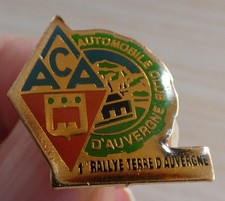 ACA
AUTOMOBILE CLUB
D'AUVERGNE
1er RALLYE TERRE D'AUVERGNE